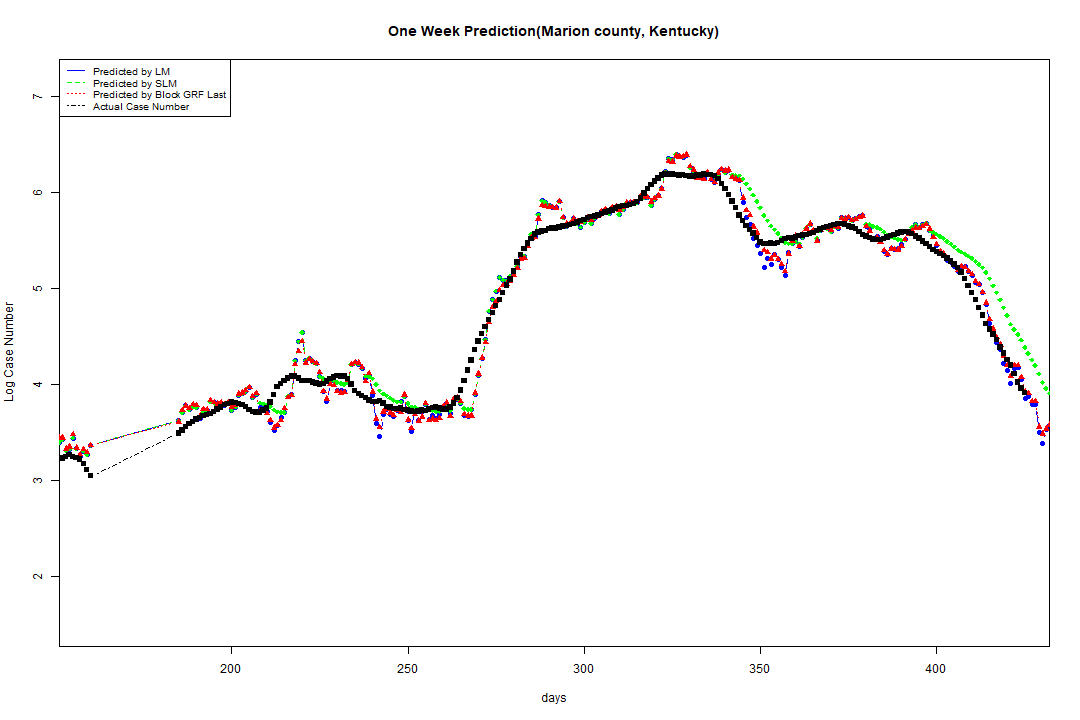 One Week Prediction(Marion county, Kentucky)
Predicted by LM
Predicted by SLM
Predicted by Block GRF Last
Actual Case Number
7
6
5
4
3
2
Log Case Number
200 250 300 350 400
days